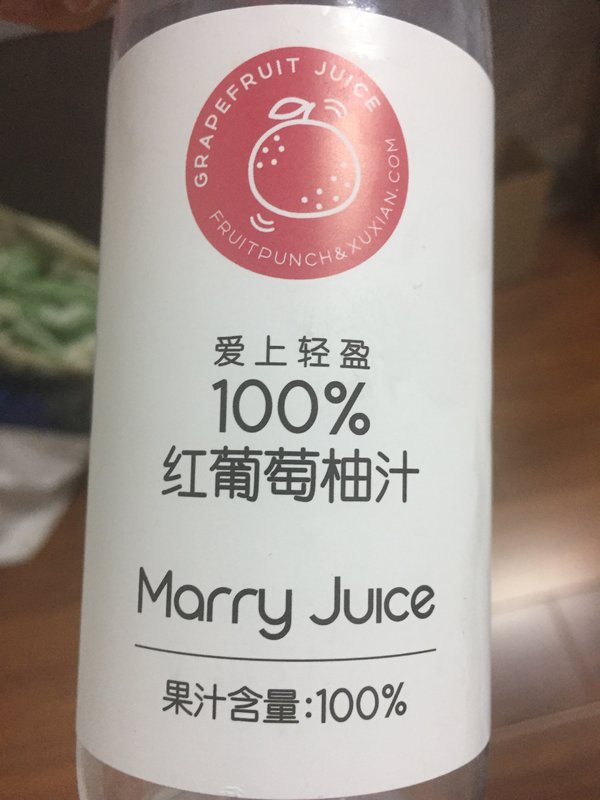 GRAPEFRUIT JUICE
FRUITPUNCH&XUXIAN.COM
爱上轻盈
100%
红葡萄柚汁
Marry Juice
果汁含量:100%